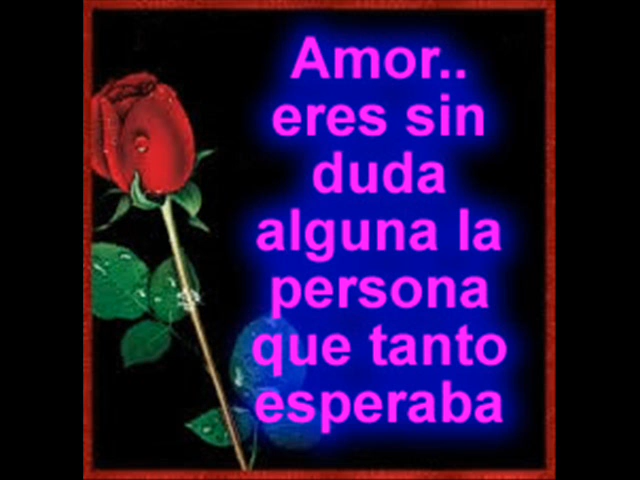 Amor..
eres sin
duda
alguna la
persona
que tanto
esperaba